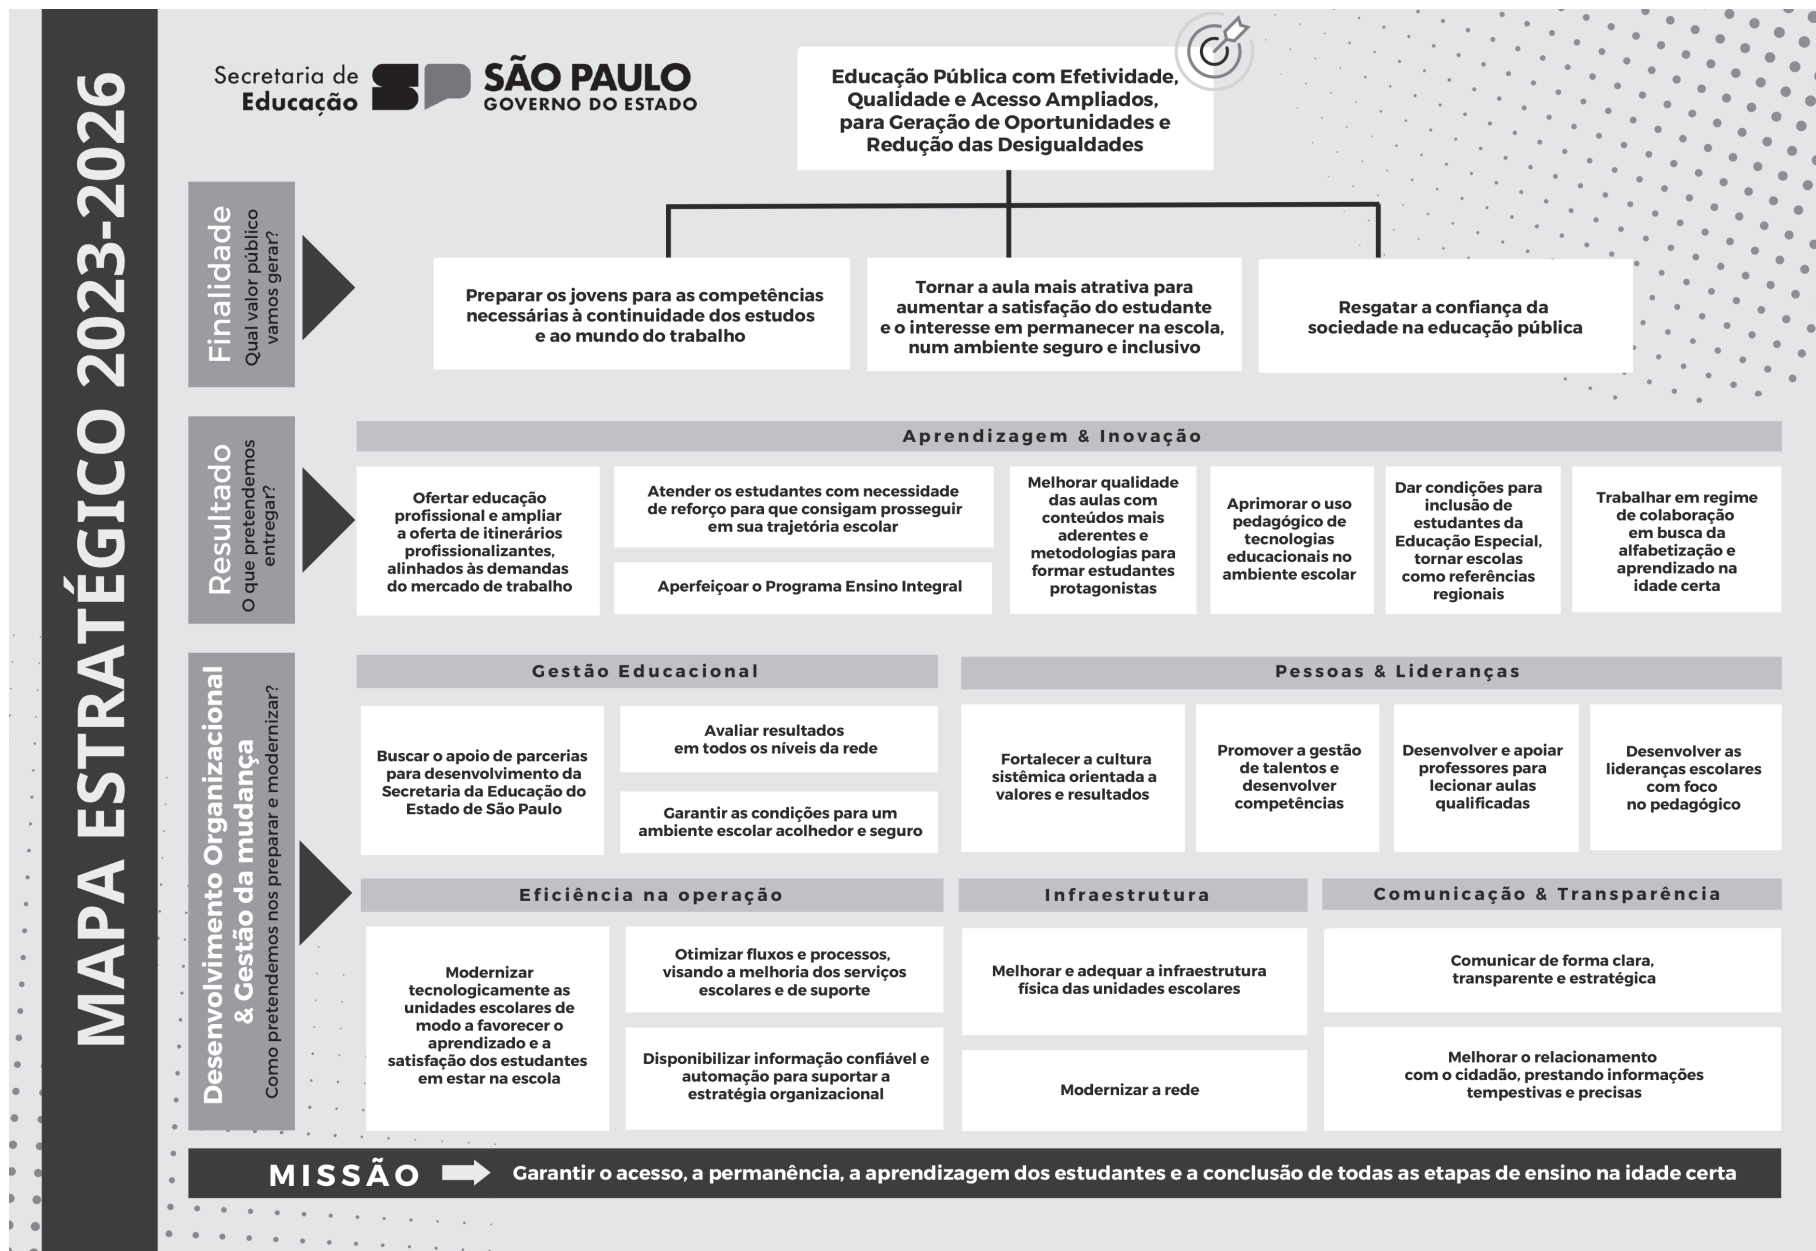 MAPA ESTRATÉGICO 2023-2026
Secretaria de
Educação
SÃO PAULO
GOVERNO DO ESTADO
Educação Pública com Efetividade,
Qualidade e Acesso Ampliados,
para Geração de Oportunidades e
Redução das Desigualdades
Finalidade
Qual valor público
vamos gerar?
Preparar os jovens para as competências
necessárias à continuidade dos estudos
e ao mundo do trabalho
Tornar a aula mais atrativa para
aumentar a satisfação do estudante
e o interesse em permanecer na escola,
num ambiente seguro e inclusivo
Resgatar a confiança da
sociedade na educação pública
Resultado
O que pretendemos
entregar?
Aprendizagem & Inovação
Ofertar educação
profissional e ampliar
a oferta de itinerários
profissionalizantes,
alinhados às demandas
do mercado de trabalho
Atender os estudantes com necessidade
de reforço para que consigam prosseguir
em sua trajetória escolar
Aperfeiçoar o Programa Ensino Integral
Melhorar qualidade
das aulas com
conteúdos mais
aderentes e
metodologias para
formar estudantes
protagonistas
Aprimorar o uso
pedagógico de
tecnologias
educacionais no
ambiente escolar
Dar condições para
inclusão de
estudantes da
Educação Especial,
tornar escolas
como referências
regionais
Trabalhar em regime
de colaboração
em busca da
alfabetização e
aprendizado na
idade certa
Desenvolvimento Organizacional
& Gestão da mudança
Como pretendemos nos preparar e modernizar?
Gestão Educacional
Buscar o apoio de parcerias
para desenvolvimento da
Secretaria da Educação do
Estado de São Paulo
Avaliar resultados
em todos os níveis da rede
Garantir as condições para um
ambiente escolar acolhedor e seguro
Pessoas & Lideranças
Fortalecer a cultura
sistêmica orientada a
valores e resultados
Promover a gestão
de talentos e
desenvolver
competências
Desenvolver e apoiar
professores para
lecionar aulas
qualificadas
Desenvolver as
lideranças escolares
com foco
no pedagógico
Eficiência na operação
Modernizar
tecnologicamente as
unidades escolares de
modo a favorecer o
aprendizado e a
satisfação dos estudantes
em estar na escola
Otimizar fluxos e processos,
visando a melhoria dos serviços
escolares e de suporte
Disponibilizar informação confiável e
automação para suportar a
estratégia organizacional
Infraestrutura
Melhorar e adequar a infraestrutura
física das unidades escolares
Modernizar a rede
Comunicação & Transparência
Comunicar de forma clara,
transparente e estratégica
Melhorar o relacionamento
com o cidadão, prestando informações
tempestivas e precisas
MISSÃO
Garantir o acesso, a permanência, a aprendizagem dos estudantes e a conclusão de todas as etapas de ensino na idade certa